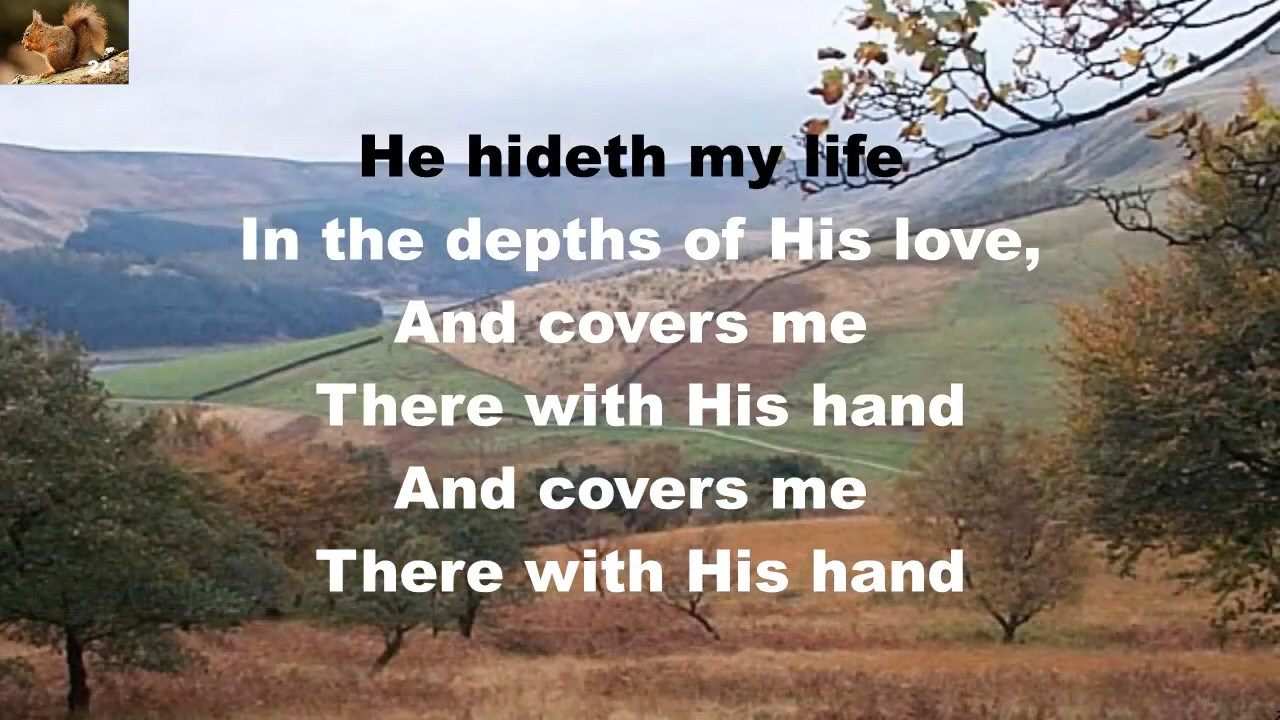 24
He hideth my life
In the depths of His love,
And covers me
There with His hand
And covers me
There with His hand